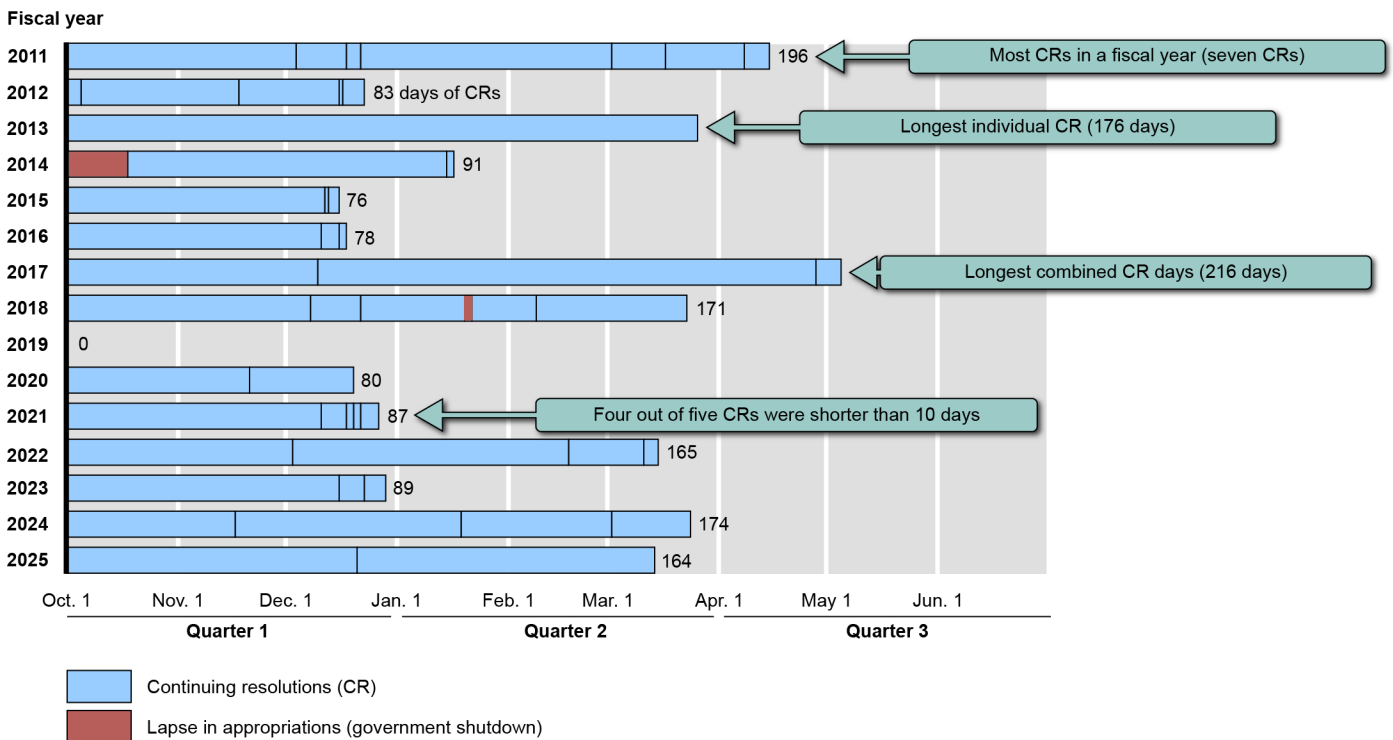 Fiscal year
2011 196 Most CRs in a fiscal year (seven CRs)
2012 83 days of CRs
2013 Longest individual CR (176 days)
2014 91
2015 76
2016 78
2017 Longest combined CR days (216 days)
2018 171
2019 0
2020 80
2021 87 Four out of five CRs were shorter than 10 days
2022 165
2023 89
2024 174
2025 164
Oct. 1 Nov. 1 Dec. 1 Jan. 1 Feb. 1 Mar. 1 Apr. 1 May 1 Jun. 1
Quarter 1 Quarter 2 Quarter 3
Continuing resolutions (CR)
Lapse in appropriations (government shutdown)